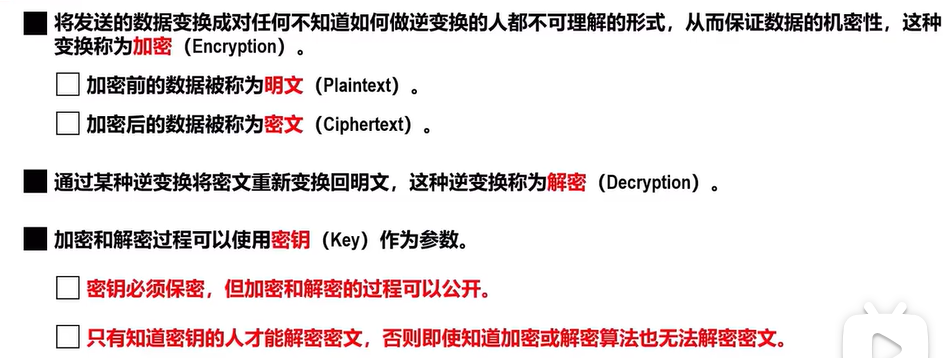 将发送的数据变换成对任何不知道如何做逆变换的人都不可理解的形式，从而保证数据的机密性，这种
变换称为加密（Encryption）。
加密前的数据被称为明文（Plaintext）。
加密后的数据被称为密文（Ciphertext）。
通过某种逆变换将密文重新变换回明文，这种逆变换称为解密（Decryption）。
加密和解密过程可以使用密钥（Key）作为参数。
密钥必须保密，但加密和解密的过程可以公开。
只有知道密钥的人才能解密密文，否则即使知道加密或解密算法也无法解密密文。